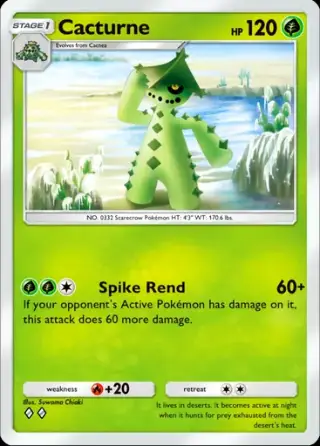 STAGE 1
Cacturne
HP 120
Evolves from Cacnea
NO. 0332 Scarecrow Pokémon HT: 4'3" WT: 170.6 lbs.
Spike Rend 60+
If your opponent's Active Pokémon has damage on it,
this attack does 60 more damage.
weakness +20 retreat
Illus. Suwama Chiaki
It lives in deserts. It becomes active at night
when it hunts for prey exhausted from the
desert's heat.